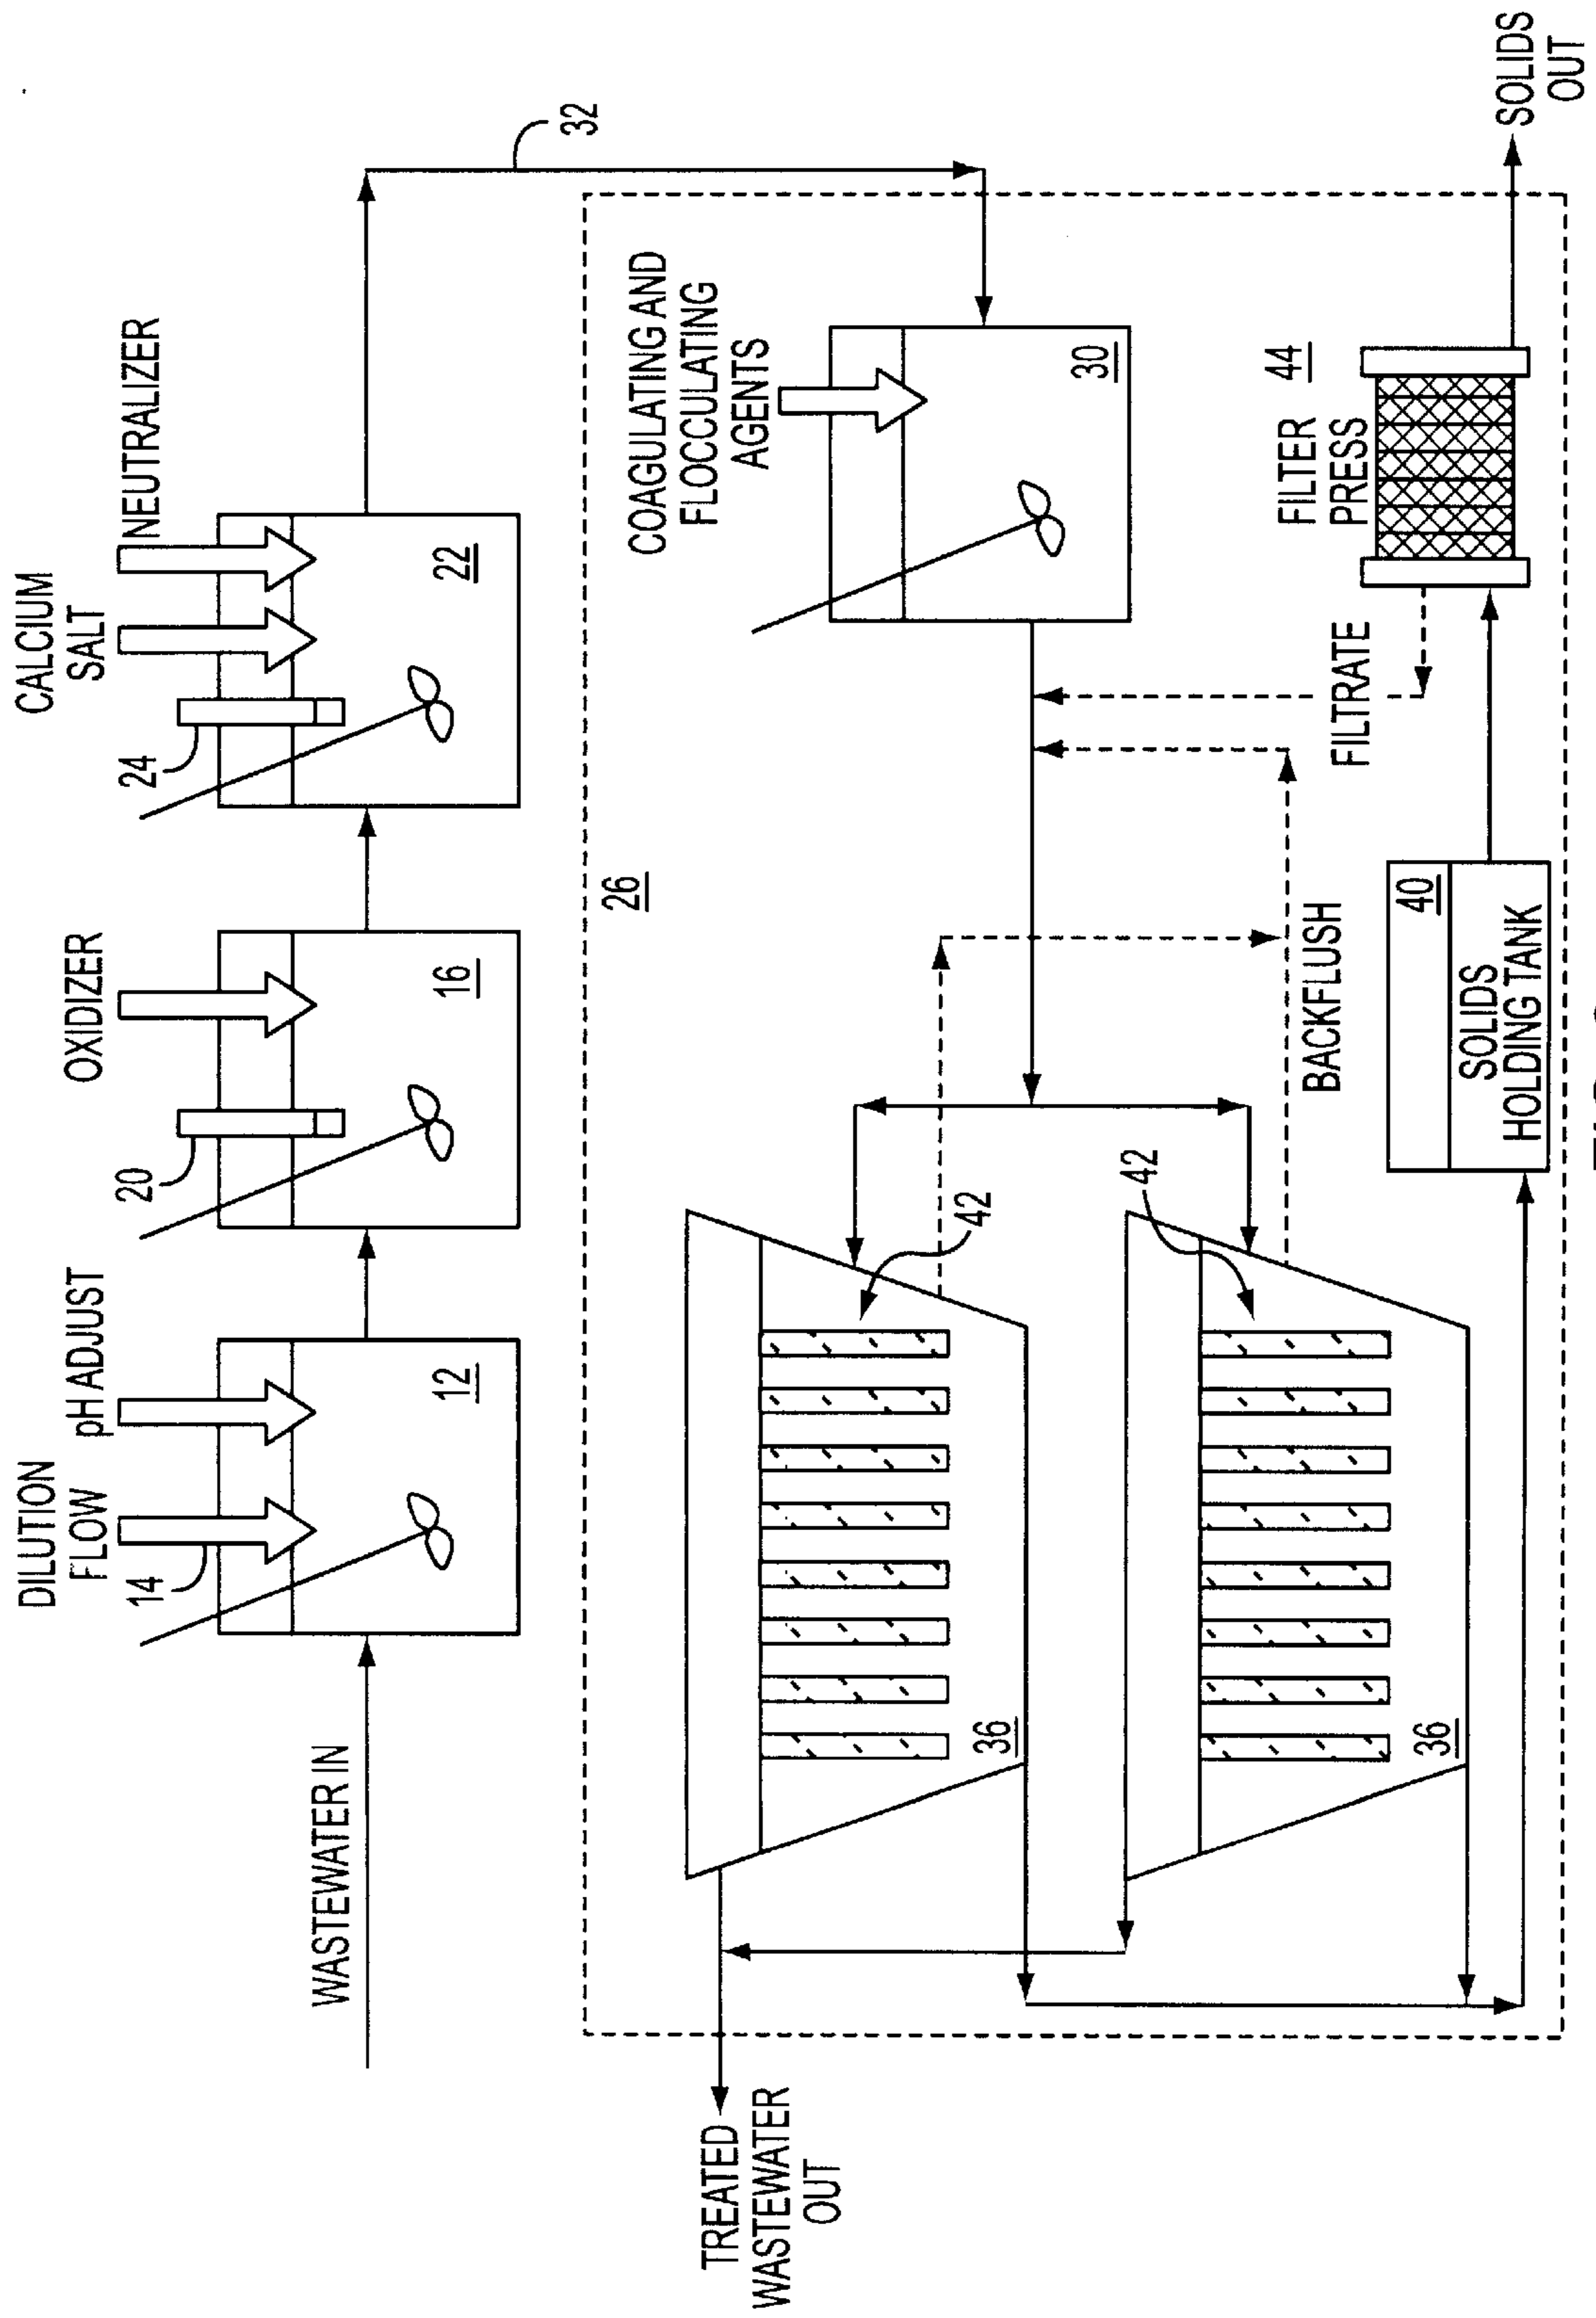 DILUTION
FLOW
pH ADJUST
14
12
WASTEWATER IN
OXIDIZER
20
16
CALCIUM
SALT
NEUTRALIZER
24
22
32
26
COAGULATING AND
FLOCCULATING
AGENTS
30
42
36
42
36
BACKFLUSH
FILTRATE
FILTER
PRESS
44
40
SOLIDS
HOLDING TANK
SOLIDS
OUT
TREATED
WASTEWATER
OUT